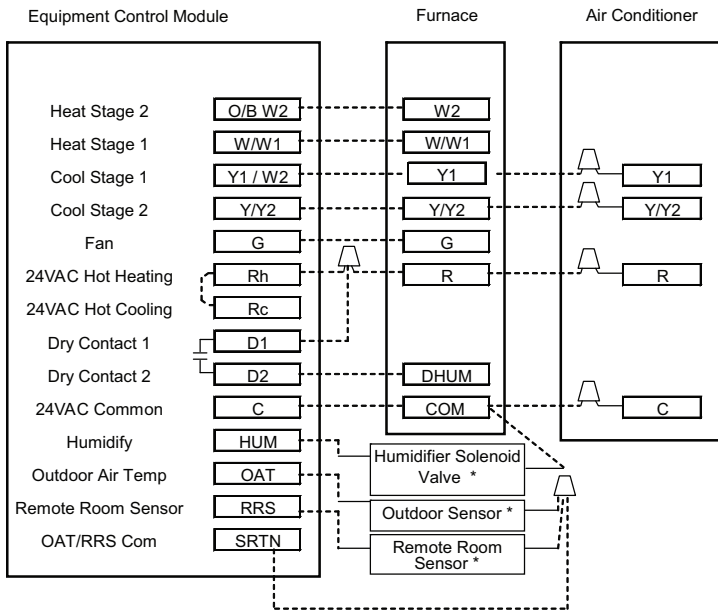 Equipment Control Module Furnace Air Conditioner
Heat Stage 2 O/B W2 W2
Heat Stage 1 W/W1 W/W1
Cool Stage 1 Y1 / W2 Y1 Y1
Cool Stage 2 Y/Y2 Y/Y2 Y/Y2
Fan G G
24VAC Hot Heating Rh R R
24VAC Hot Cooling Rc
Dry Contact 1 D1
Dry Contact 2 D2 DHUM
24VAC Common C COM C
Humidify HUM
Humidifier Solenoid
Valve *
Outdoor Air Temp OAT
Outdoor Sensor *
Remote Room Sensor RRS
OAT/RRS Com SRTN
Remote Room
Sensor *